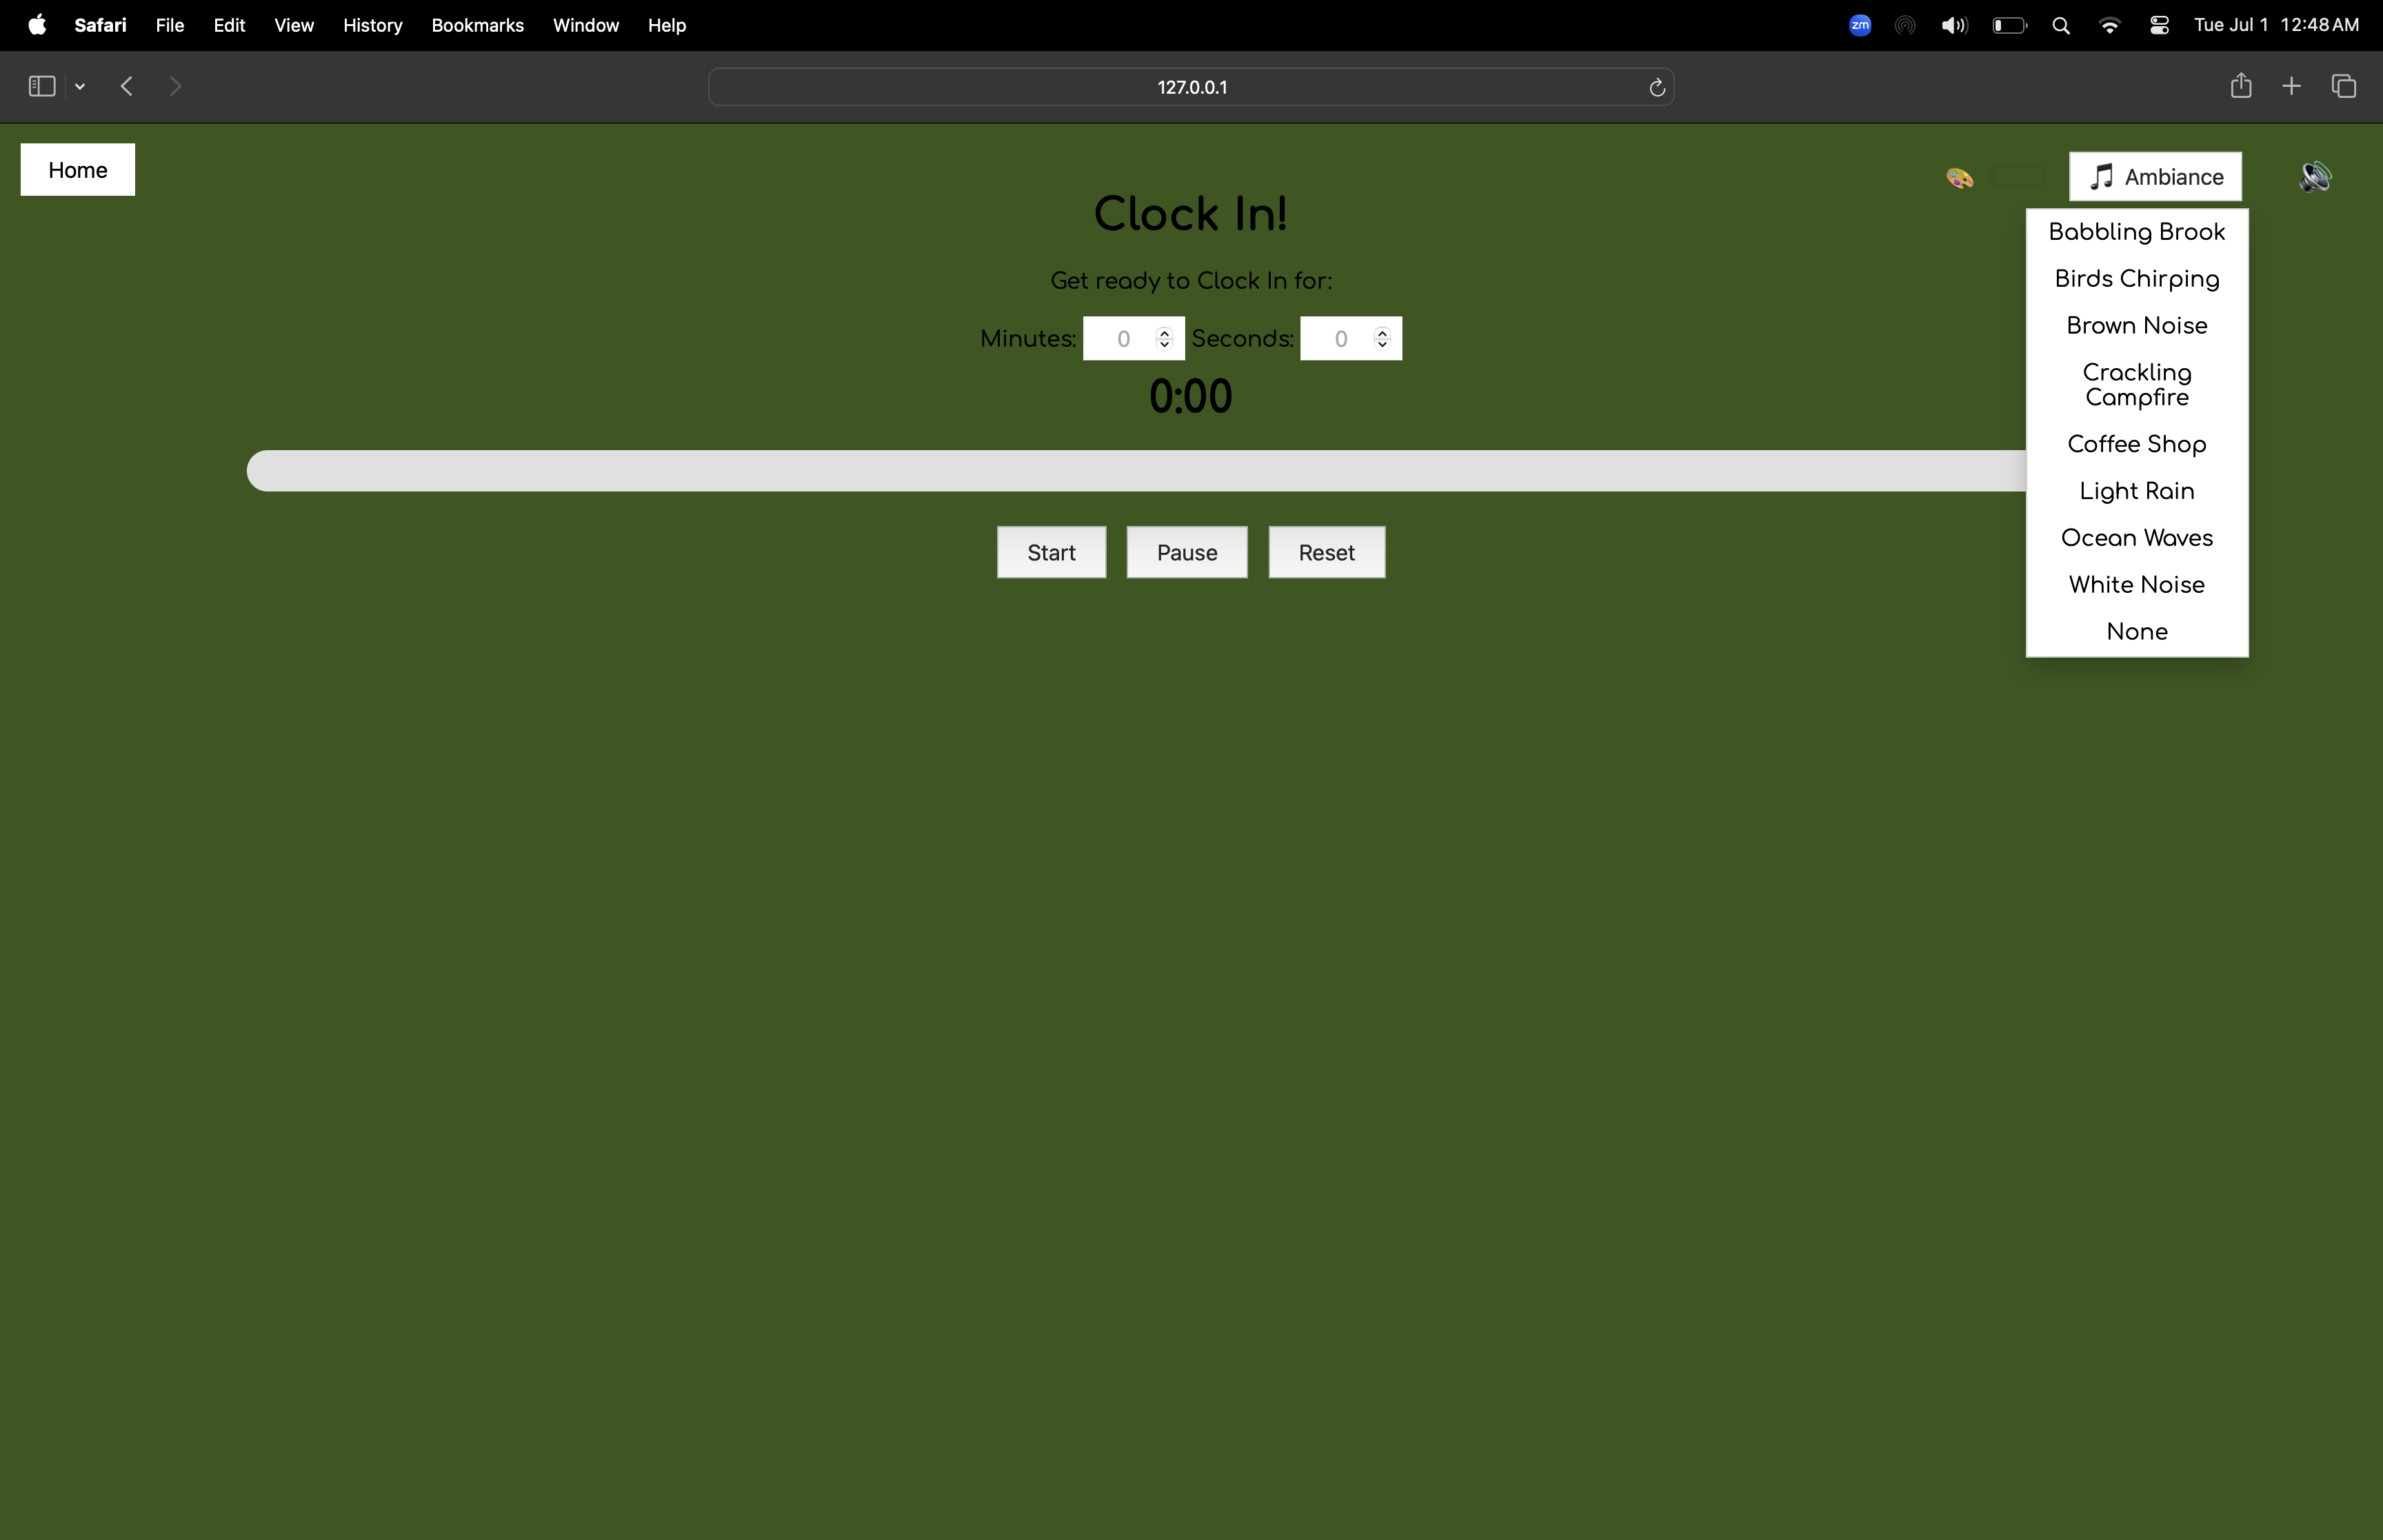 Safari File Edit View History Bookmarks Window Help zm Tue Jul 1 12:48 AM
127.0.0.1
Home
Ambiance
Clock In!
Get ready to Clock In for:
Minutes: 0 Seconds: 0
0:00
Start Pause Reset
Babbling Brook
Birds Chirping
Brown Noise
Crackling
Campfire
Coffee Shop
Light Rain
Ocean Waves
White Noise
None